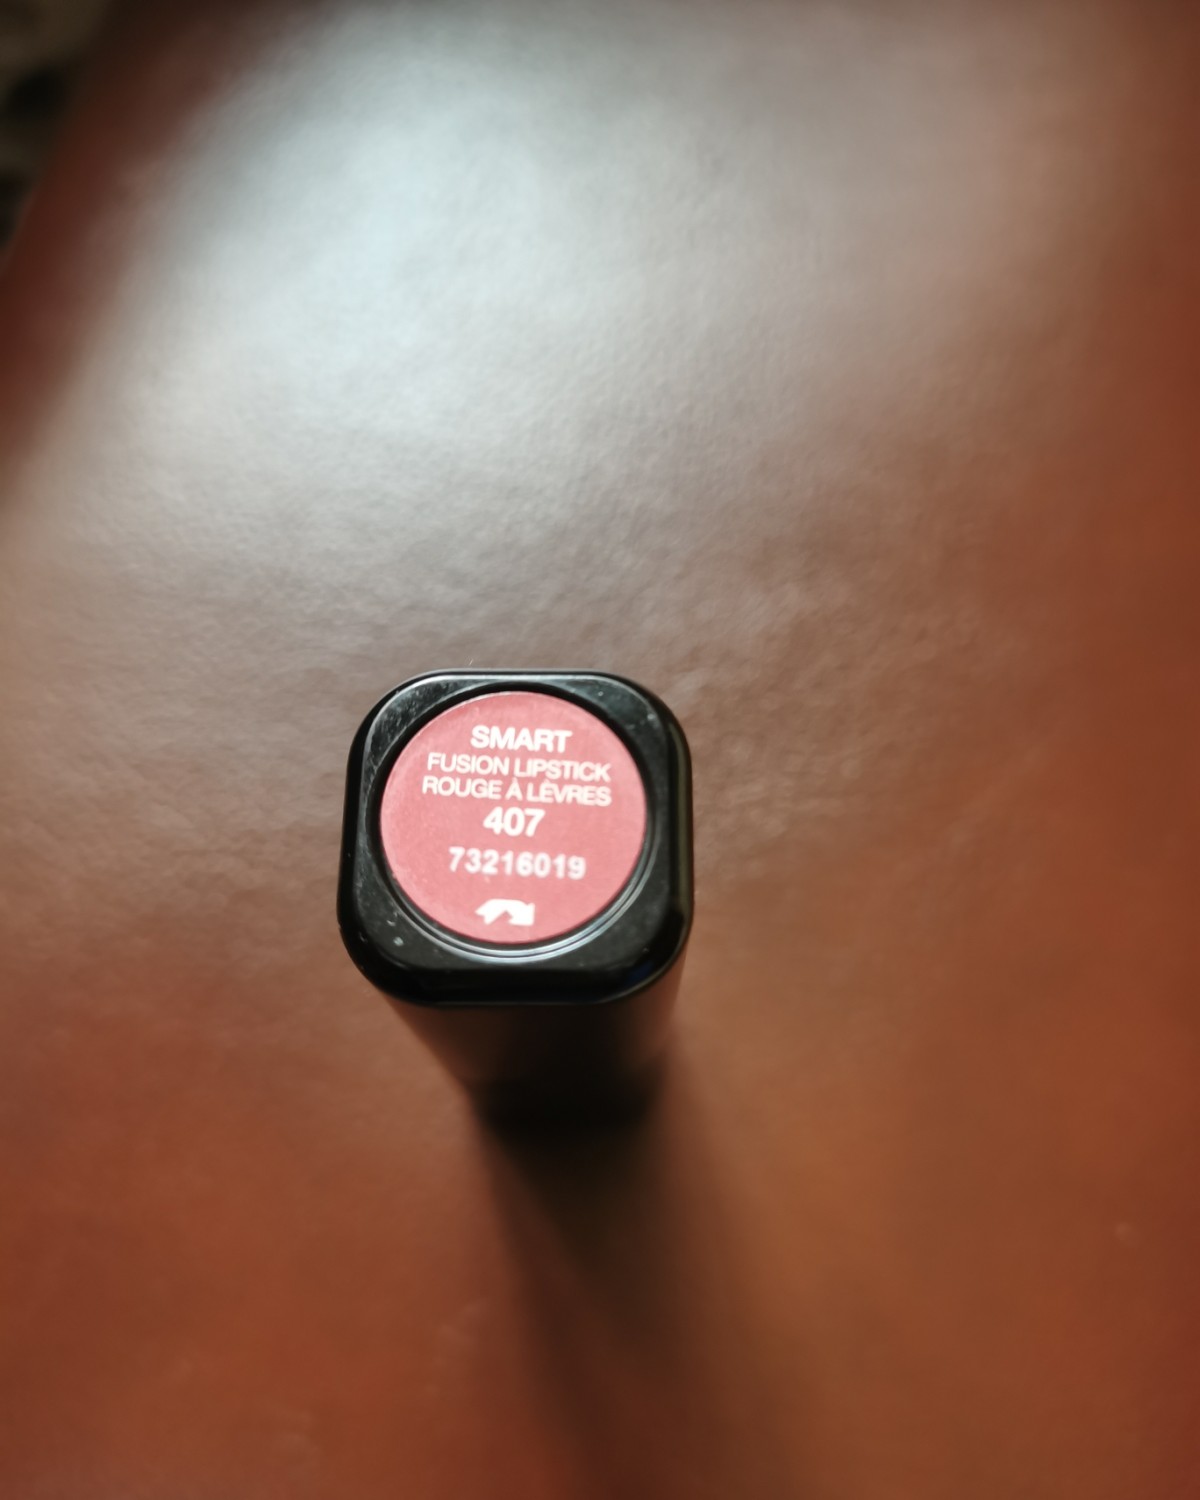 SMART
FUSION LIPSTICK
ROUGE À LÈVRES
407
73216019